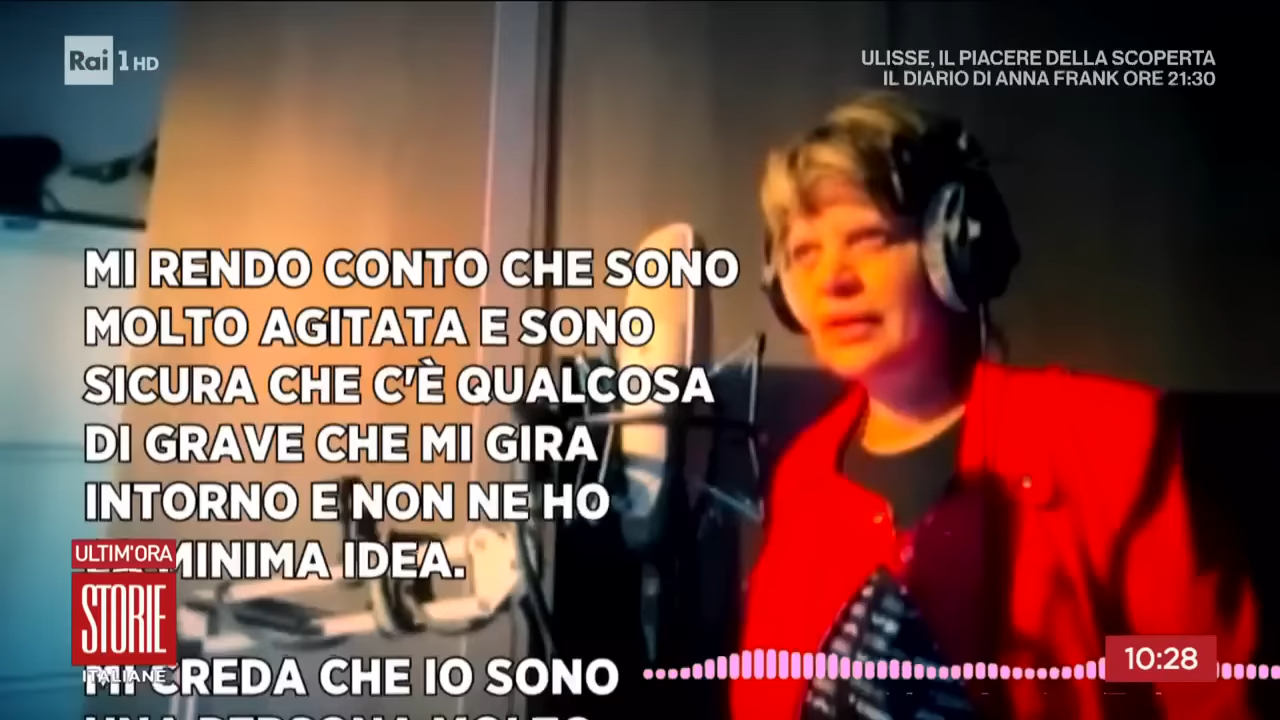 Rai 1 HD
ULISSE, IL PIACERE DELLA SCOPERTA
IL DIARIO DI ANNA FRANK ORE 21:30
MI RENDO CONTO CHE SONO
MOLTO AGITATA E SONO
SICURA CHE C'È QUALCOSA
DI GRAVE CHE MI GIRA
INTORNO E NON NE HO
MINIMA IDEA.
MI CREDA CHE IO SONO
ULTIM'ORA
STORIE
ITALIANE
10:28